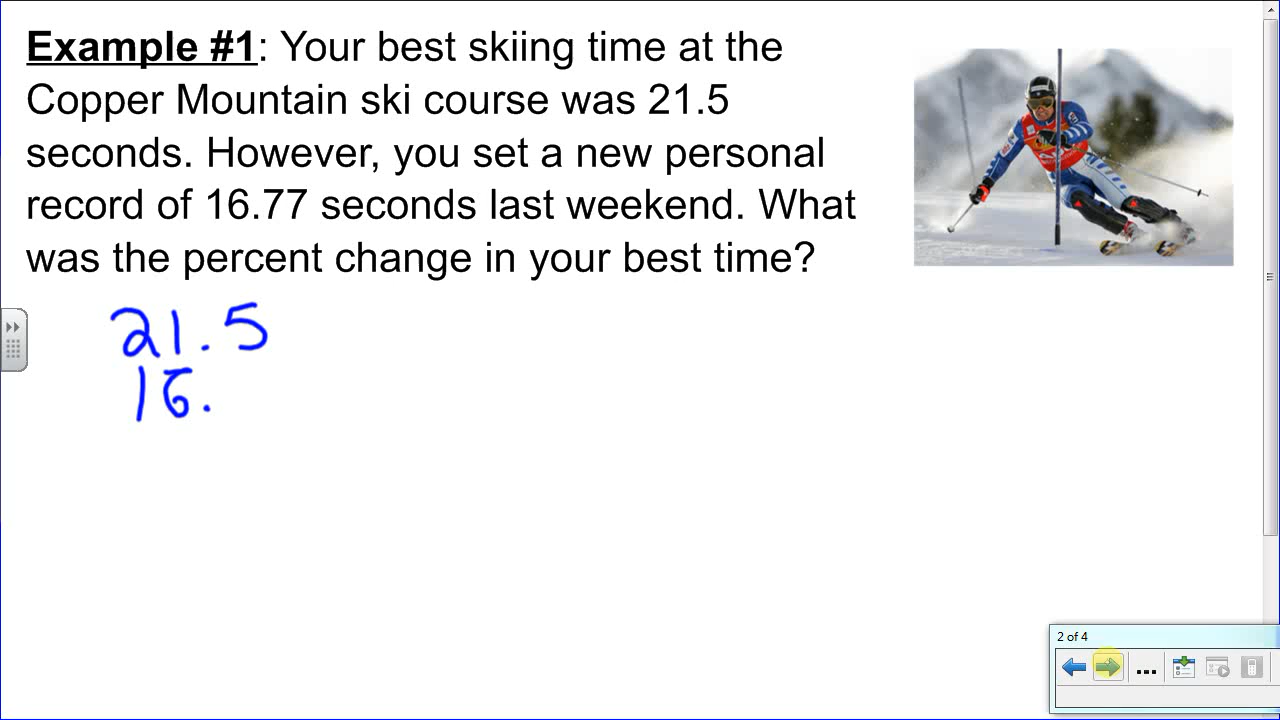 Example #1: Your best skiing time at the
Copper Mountain ski course was 21.5
seconds. However, you set a new personal
record of 16.77 seconds last weekend. What
was the percent change in your best time?
21.5
16.
2 of 4
...